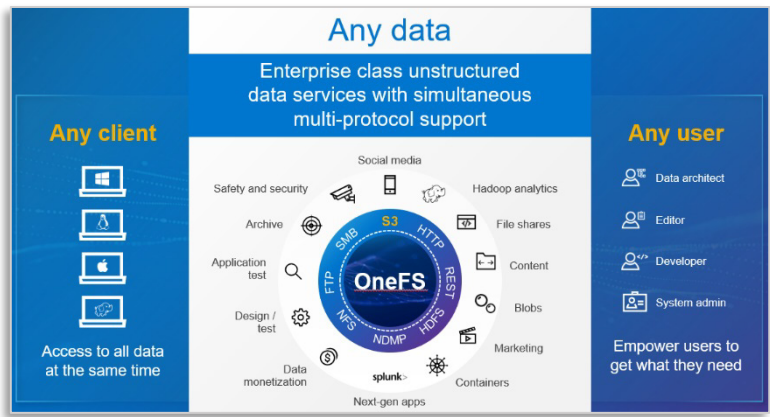 Any data
Enterprise class unstructured
data services with simultaneous
multi-protocol support
Any client
Access to all data
at the same time
Social media
Safety and security
Hadoop analytics
Archive
File shares
Application
test
Content
Design /
test
Blobs
Data
monetization
Marketing
Containers
splunk>
Next-gen apps
S3
HTTP
REST
HDFS
NDMP
NFS
FTP
SMB
OneFS
Any user
Data architect
Editor
Developer
System admin
Empower users to
get what they need